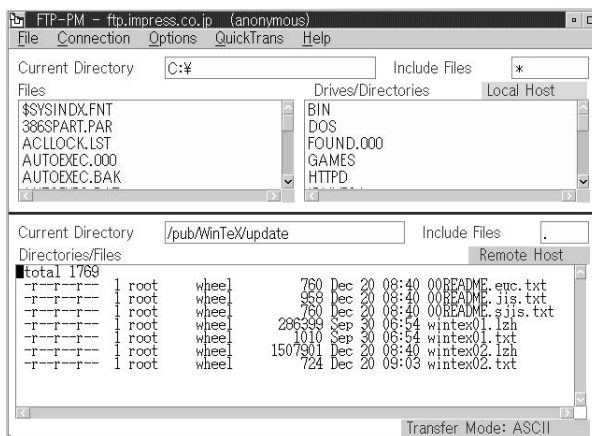 FTP-PM - ftp.impress.co.jp (anonymous)
File Connection Options QuickTrans Help
Current Directory C:¥ Include Files *
Files Drives/Directories Local Host
$SYSINDX.FNT
386SPART.PAR
ACLLOCK.LST
AUTOEXEC.000
AUTOEXEC.BAK
BIN
DOS
FOUND.000
GAMES
HTTPD
Current Directory /pub/WinTeX/update Include Files .
Directories/Files Remote Host
total 1769
-r--r--r-- 1 root wheel 760 Dec 20 08:40 00README.euc.txt
-r--r--r-- 1 root wheel 958 Dec 20 08:40 00README.jis.txt
-r--r--r-- 1 root wheel 760 Dec 20 08:40 00README.sjis.txt
-r--r--r-- 1 root wheel 286399 Sep 30 06:54 wintex01.lzh
-r--r--r-- 1 root wheel 1010 Sep 30 06:54 wintex01.txt
-r--r--r-- 1 root wheel 1507901 Dec 20 08:40 wintex02.lzh
-r--r--r-- 1 root wheel 724 Dec 20 09:03 wintex02.txt
Transfer Mode: ASCII